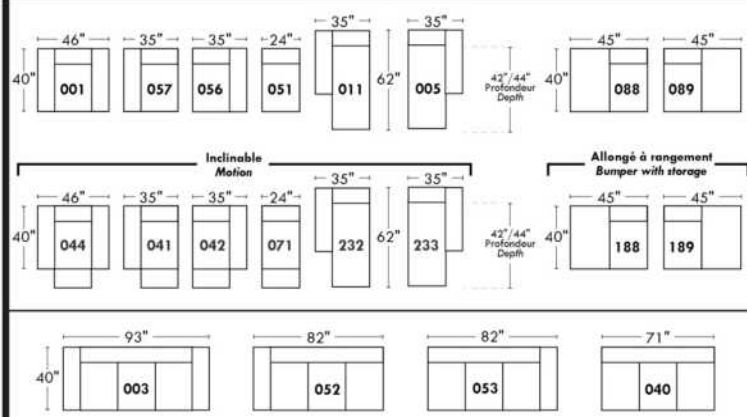 46" 35" 35" 24" 35" 35" 45" 45"
40" 001 057 056 051 011 62" 005 42"/44" 40" 088 089
Profondeur
Depth
Inclinable
Motion
Allongé à rangement
Bumper with storage
46" 35" 35" 24" 35" 35" 45" 45"
40" 044 041 042 071 232 62" 233 42"/44" 40" 188 189
Profondeur
Depth
93" 82" 82" 71"
40" 003 052 053 040